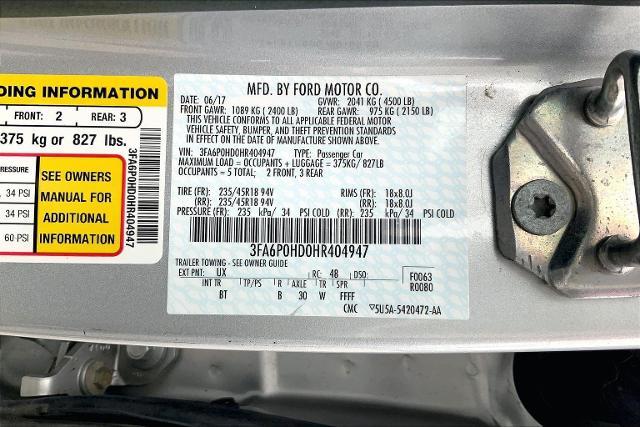 DING INFORMATION
FRONT: 2 REAR: 3
375 kg or 827 lbs.
34 PSI
34 PSI
60 PSI
SEE OWNERS
MANUAL FOR
ADDITIONAL
INFORMATION
3FA6P0HD0HR404947
MFD. BY FORD MOTOR CO.
DATE: 06/17 GVWR: 2041 KG ( 4500 LB)
FRONT GAWR: 1089 KG ( 2400 LB) REAR GAWR: 975 KG ( 2150 LB)
THIS VEHICLE CONFORMS TO ALL APPLICABLE FEDERAL MOTOR
VEHICLE SAFETY, BUMPER, AND THEFT PREVENTION STANDARDS
IN EFFECT ON THE DATE OF MANUFACTURE SHOWN ABOVE.
VIN: 3FA6P0HD0HR404947 TYPE: Passenger Car
MAXIMUM LOAD = OCCUPANTS + LUGGAGE = 375KG / 827LB
OCCUPANTS = 5 TOTAL; 2 FRONT, 3 REAR
TIRE (FR): 235/45R18 94V RIMS (FR): 18x8.0J
(RR): 235/45R18 94V (RR): 18x8.0J
PRESSURE (FR): 235 kPa/ 34 PSI COLD (RR): 235 kPa/ 34 PSI COLD
3FA6P0HD0HR404947
TRAILER TOWING - SEE OWNER GUIDE
EXT PNT: UX RC: 48 DSO: F0063
INT TR TP/PS R AXLE TR SPR R0080
BT B 30 W FFFF
CMC 5U5A-5420472-AA